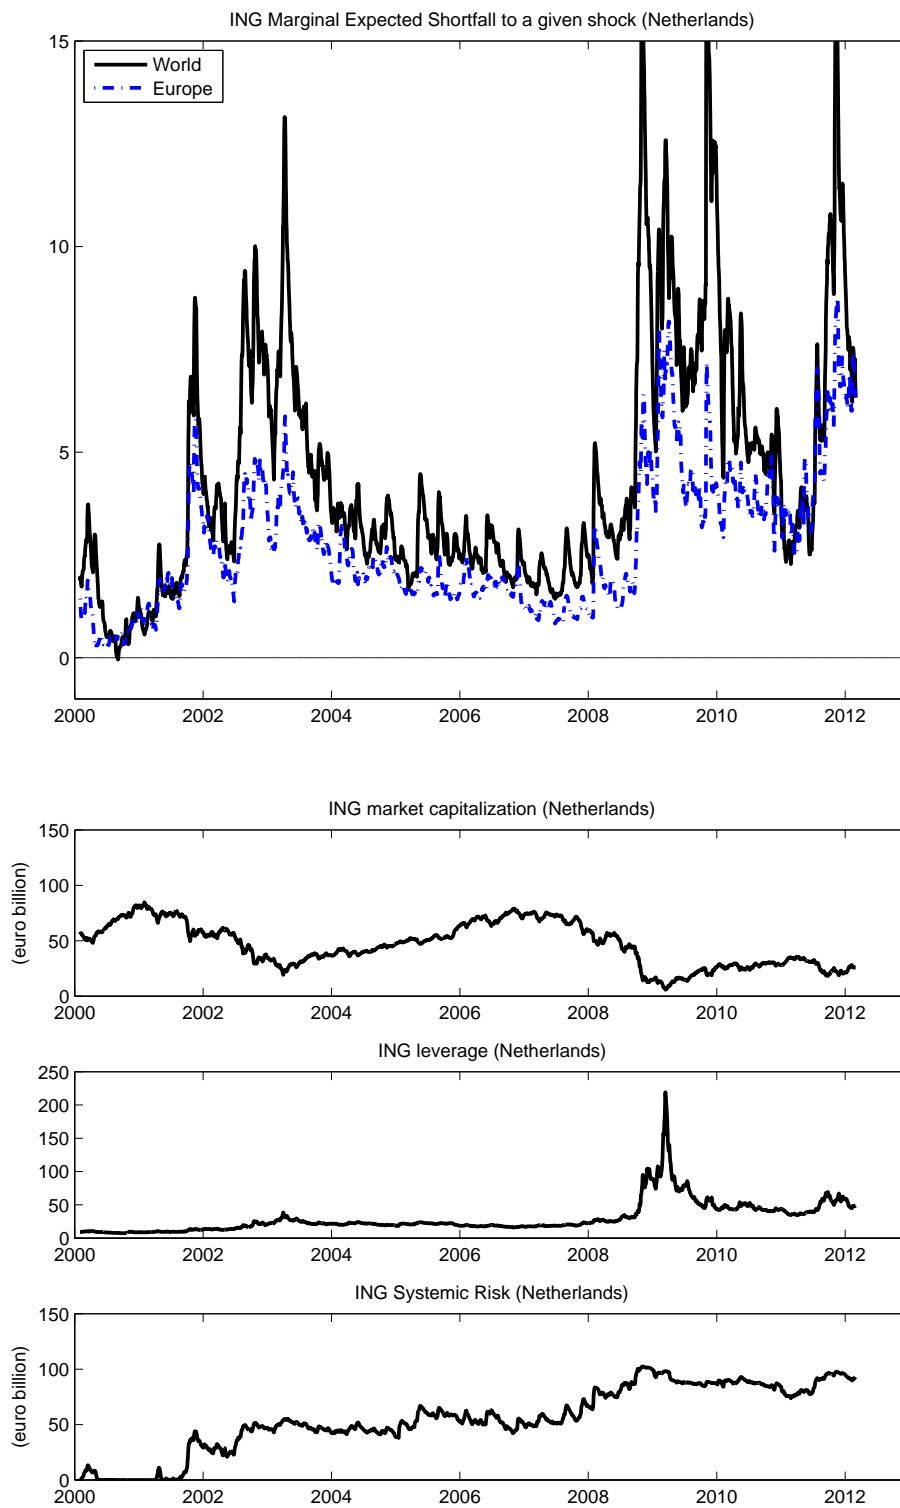 ING Marginal Expected Shortfall to a given shock (Netherlands)
15
World
Europe
10
5
0
2000 2002 2004 2006 2008 2010 2012
ING market capitalization (Netherlands)
150
100
50
0
(euro billion)
2000 2002 2004 2006 2008 2010 2012
ING leverage (Netherlands)
250
200
150
100
50
0
2000 2002 2004 2006 2008 2010 2012
ING Systemic Risk (Netherlands)
150
100
50
0
(euro billion)
2000 2002 2004 2006 2008 2010 2012